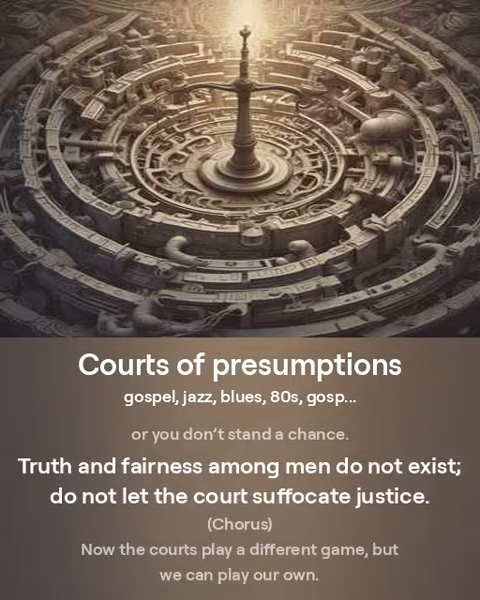 Courts of presumptions
gospel, jazz, blues, 80s, gosp...
or you don't stand a chance.
Truth and fairness among men do not exist;
do not let the court suffocate justice.
(Chorus)
Now the courts play a different game, but
we can play our own.